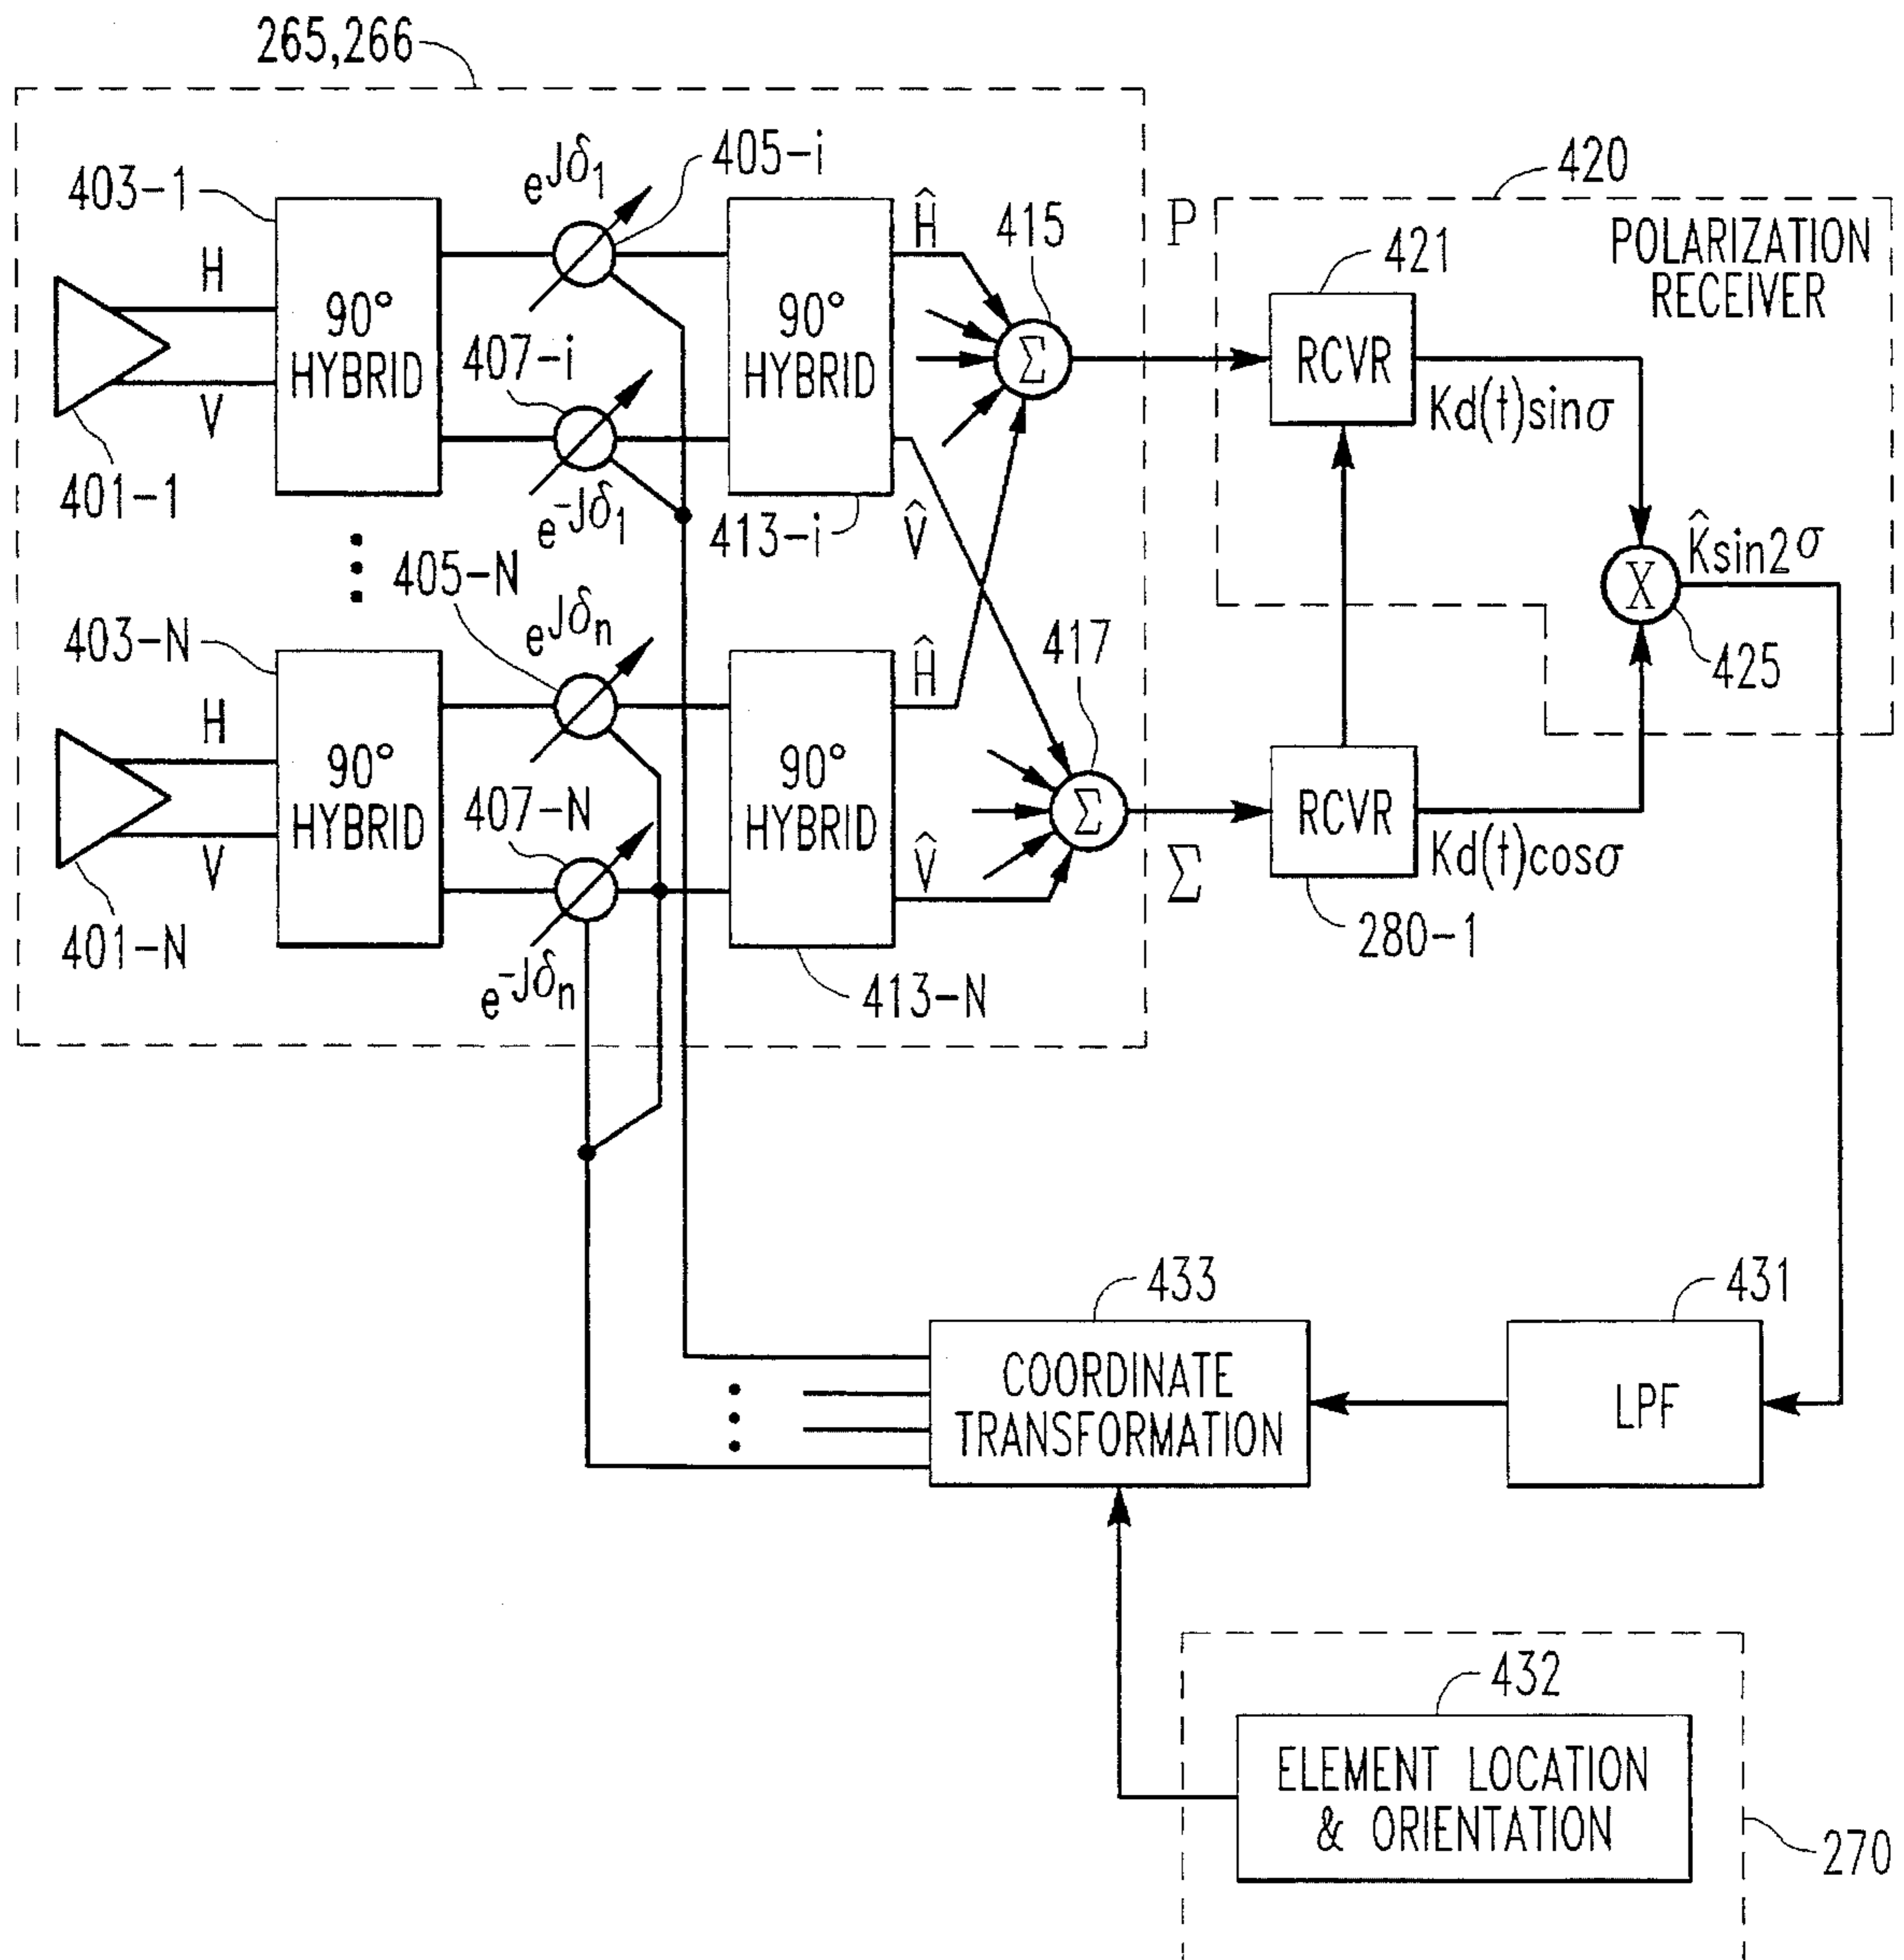 265,266
403-1
H
V
401-1
90°
HYBRID
e^Jδ1
405-i
407-i
e^-Jδ1
90°
HYBRID
413-i
Ĥ
V̂
415
Σ
P
420
POLARIZATION
RECEIVER
421
RCVR
Kd(t)sinσ
X
K̂sin2σ
425
403-N
H
V
401-N
90°
HYBRID
405-N
e^Jδn
407-N
e^-Jδn
90°
HYBRID
413-N
Ĥ
V̂
417
Σ
Σ
RCVR
Kd(t)cosσ
280-1
433
COORDINATE
TRANSFORMATION
431
LPF
432
ELEMENT LOCATION
& ORIENTATION
270